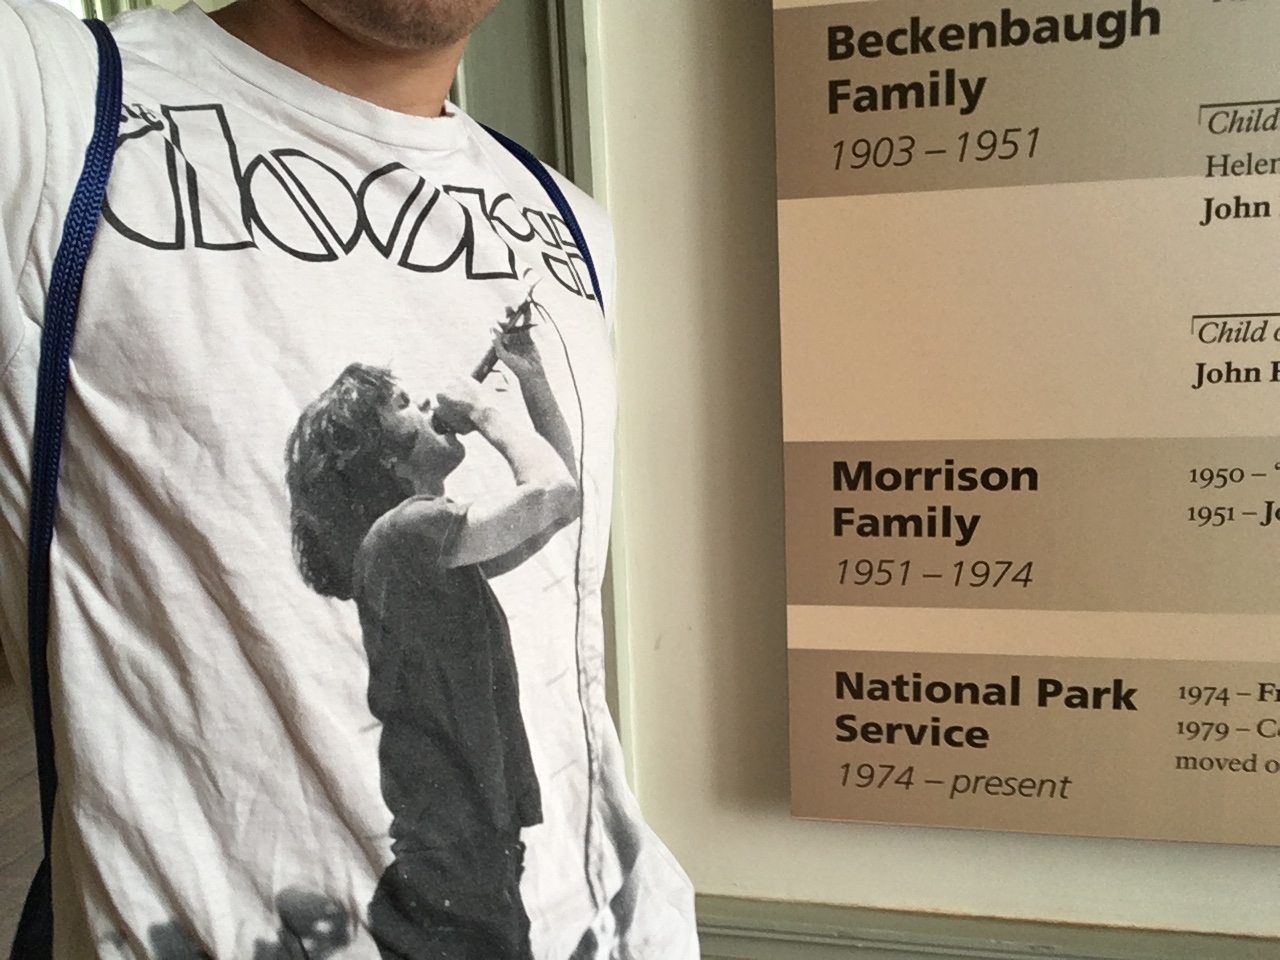 the
doors
Beckenbaugh
Family
1903 – 1951
Child
Helen
John
Child
John
Morrison
Family
1951 – 1974
1950 –
1951 –
National Park
Service
1974 – present
1974 –
1979 –
moved